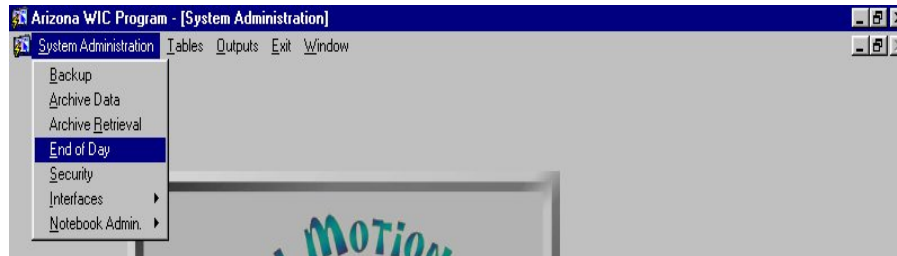 Arizona WIC Program - [System Administration]
System Administration Tables Outputs Exit Window
Backup
Archive Data
Archive Retrieval
End of Day
Security
Interfaces
Notebook Admin.